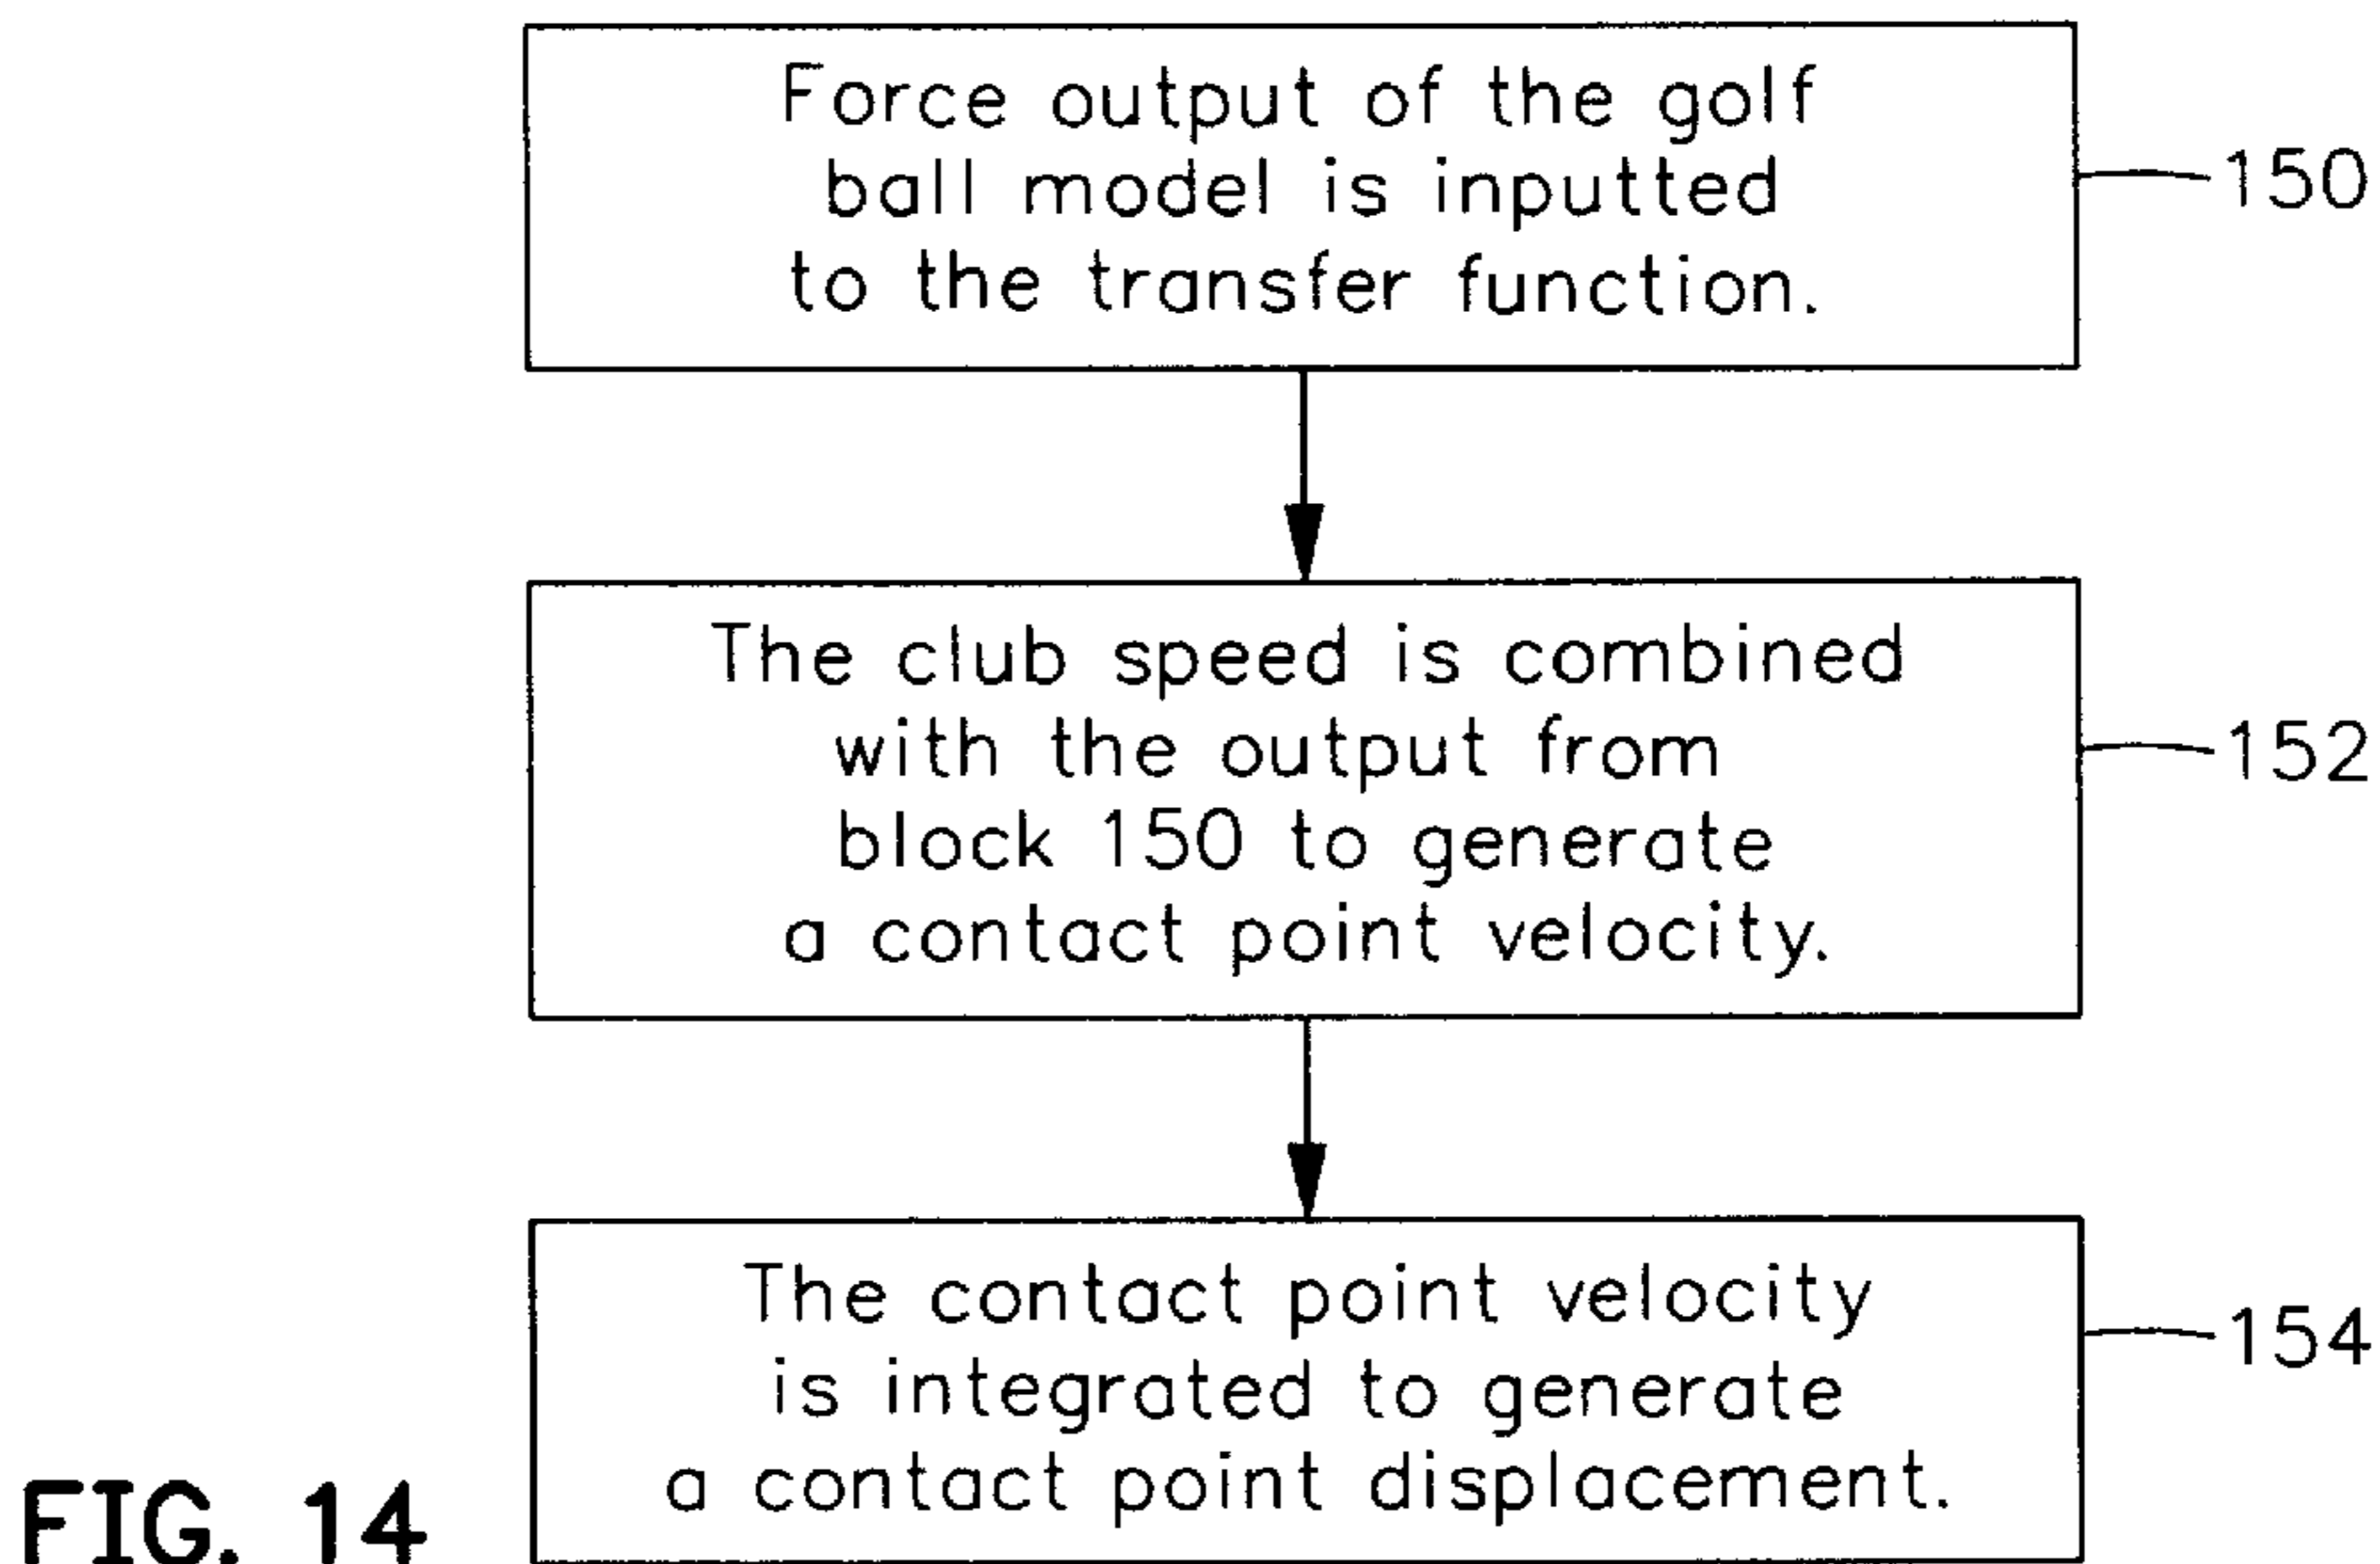 Force output of the golf
ball model is inputted
to the transfer function.
150
The club speed is combined
with the output from
block 150 to generate
a contact point velocity.
152
The contact point velocity
is integrated to generate
a contact point displacement.
154
FIG. 14